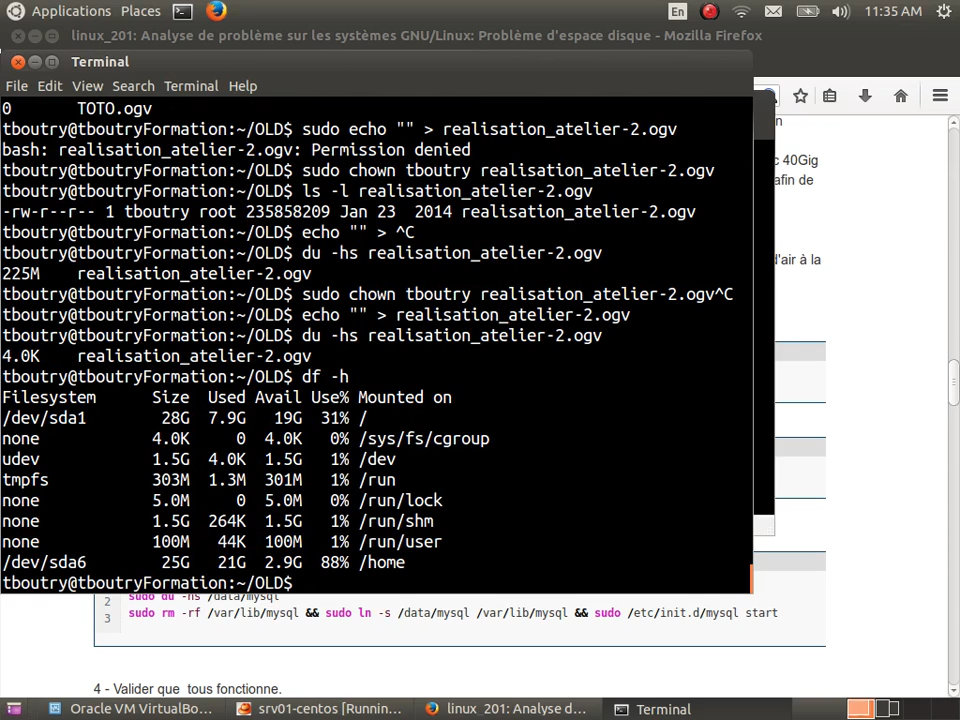 Applications Places En 11:35 AM
linux_201: Analyse de problème sur les systèmes GNU/Linux: Problème d'espace disque - Mozilla Firefox
Terminal
File Edit View Search Terminal Help
0 TOTO.ogv
tboutry@tboutryFormation:~/OLD$ sudo echo "" > realisation_atelier-2.ogv
bash: realisation_atelier-2.ogv: Permission denied
tboutry@tboutryFormation:~/OLD$ sudo chown tboutry realisation_atelier-2.ogv
tboutry@tboutryFormation:~/OLD$ ls -l realisation_atelier-2.ogv
-rw-r--r-- 1 tboutry root 235858209 Jan 23  2014 realisation_atelier-2.ogv
tboutry@tboutryFormation:~/OLD$ echo "" > ^C
tboutry@tboutryFormation:~/OLD$ du -hs realisation_atelier-2.ogv
225M realisation_atelier-2.ogv
tboutry@tboutryFormation:~/OLD$ sudo chown tboutry realisation_atelier-2.ogv^C
tboutry@tboutryFormation:~/OLD$ echo "" > realisation_atelier-2.ogv
tboutry@tboutryFormation:~/OLD$ du -hs realisation_atelier-2.ogv
4.0K realisation_atelier-2.ogv
tboutry@tboutryFormation:~/OLD$ df -h
Filesystem Size Used Avail Use% Mounted on
/dev/sda1 28G 7.9G 19G 31% /
none 4.0K 0 4.0K 0% /sys/fs/cgroup
udev 1.5G 4.0K 1.5G 1% /dev
tmpfs 303M 1.3M 301M 1% /run
none 5.0M 0 5.0M 0% /run/lock
none 1.5G 264K 1.5G 1% /run/shm
none 100M 44K 100M 1% /run/user
/dev/sda6 25G 21G 2.9G 88% /home
tboutry@tboutryFormation:~/OLD$
n
c 40Gig
afin de
d'air à la
2 sudo du -hs /data/mysql
3 sudo rm -rf /var/lib/mysql && sudo ln -s /data/mysql /var/lib/mysql && sudo /etc/init.d/mysql start
4 - Valider que tous fonctionne.
Oracle VM VirtualBo... srv01-centos [Runnin... linux_201: Analyse d... Terminal